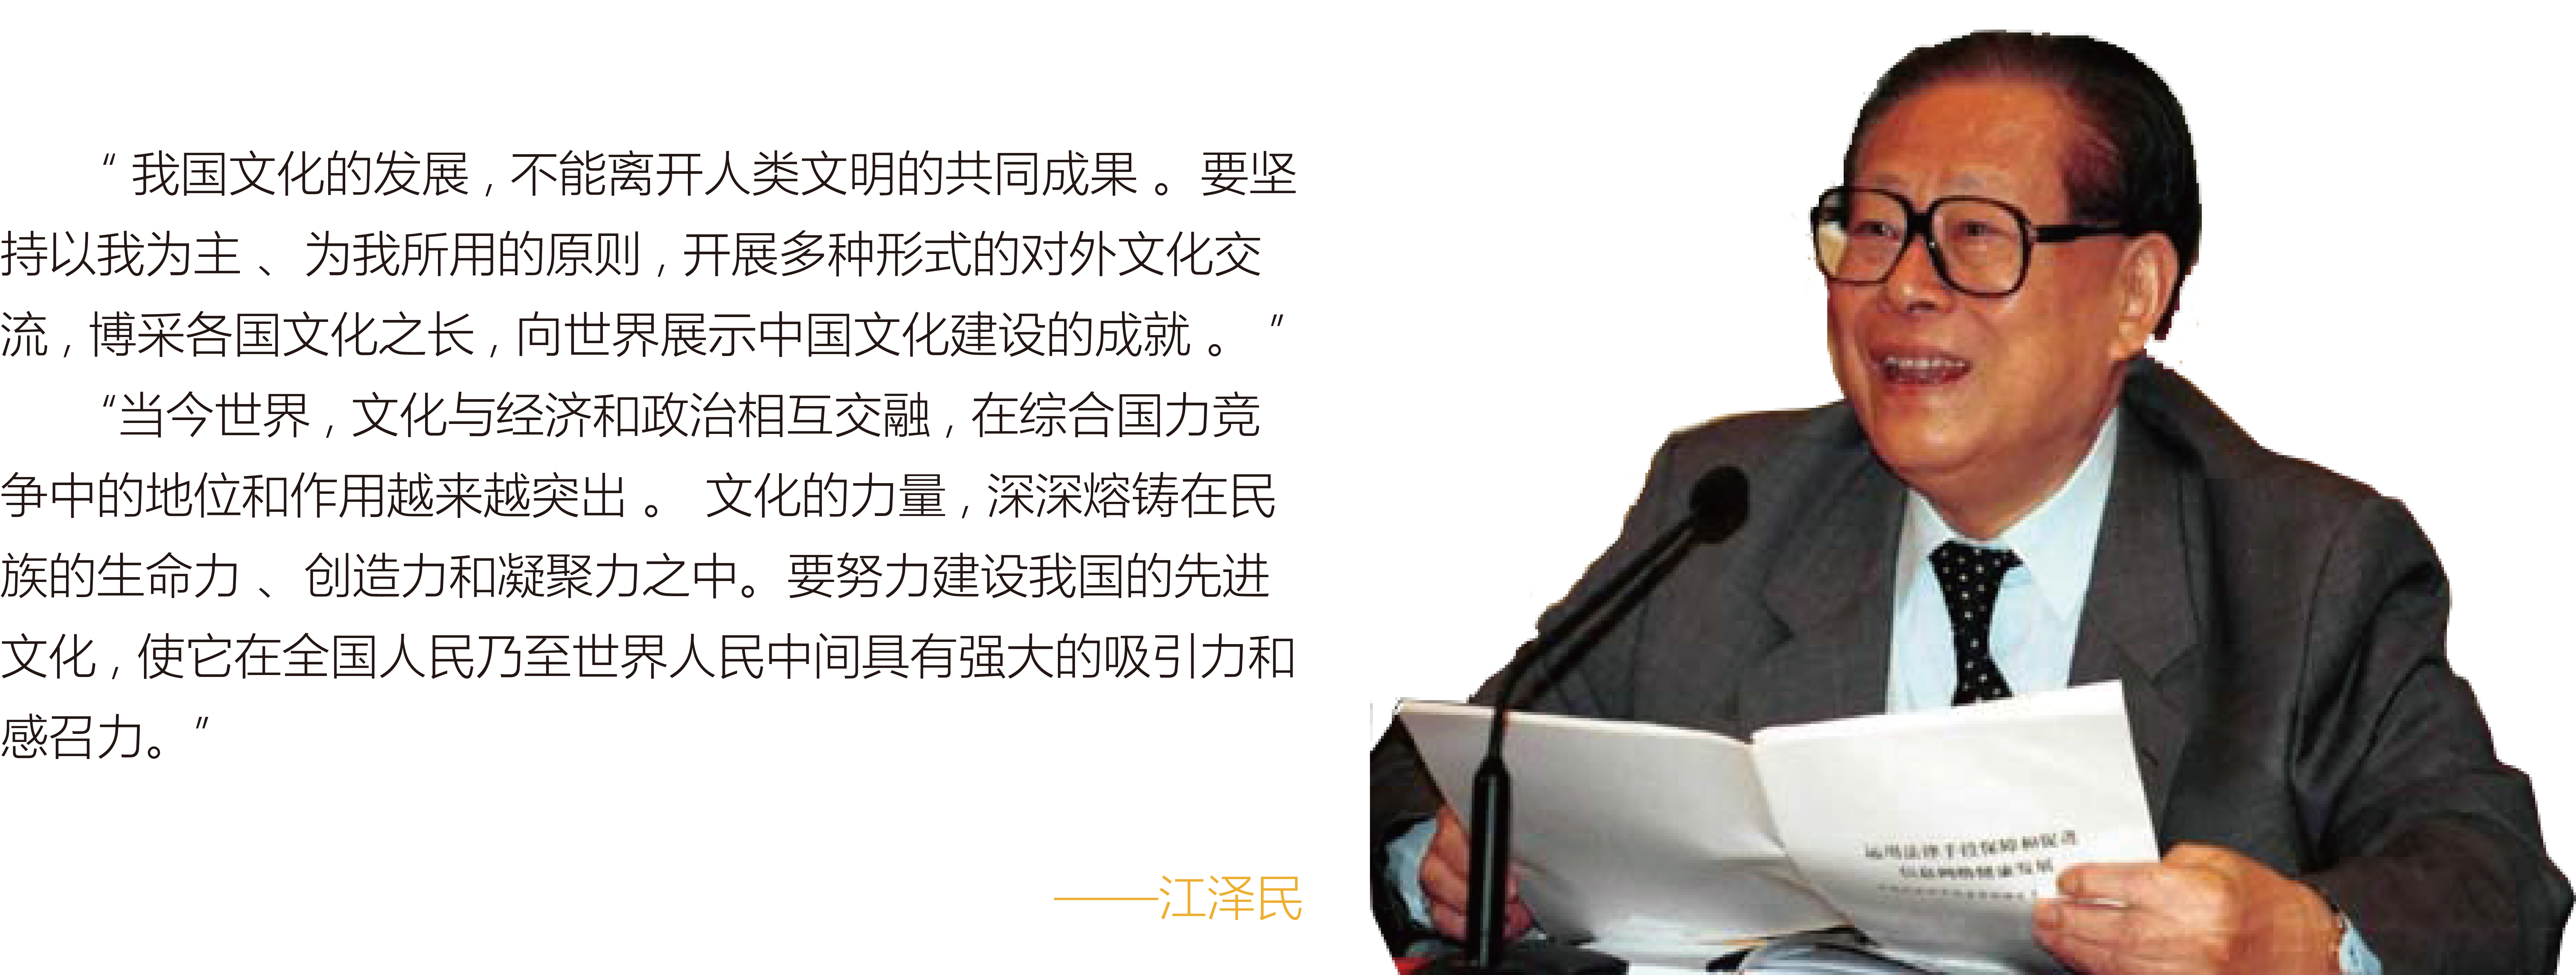 “ 我国文化的发展，不能离开人类文明的共同成果 。要坚
持以我为主 、为我所用的原则，开展多种形式的对外文化交
流，博采各国文化之长，向世界展示中国文化建设的成就 。 ”
“当今世界，文化与经济和政治相互交融，在综合国力竞
争中的地位和作用越来越突出 。 文化的力量，深深熔铸在民
族的生命力 、创造力和凝聚力之中。要努力建设我国的先进
文化，使它在全国人民乃至世界人民中间具有强大的吸引力和
感召力。”
——江泽民
运用法律手段保障和促进
信息网络健康发展